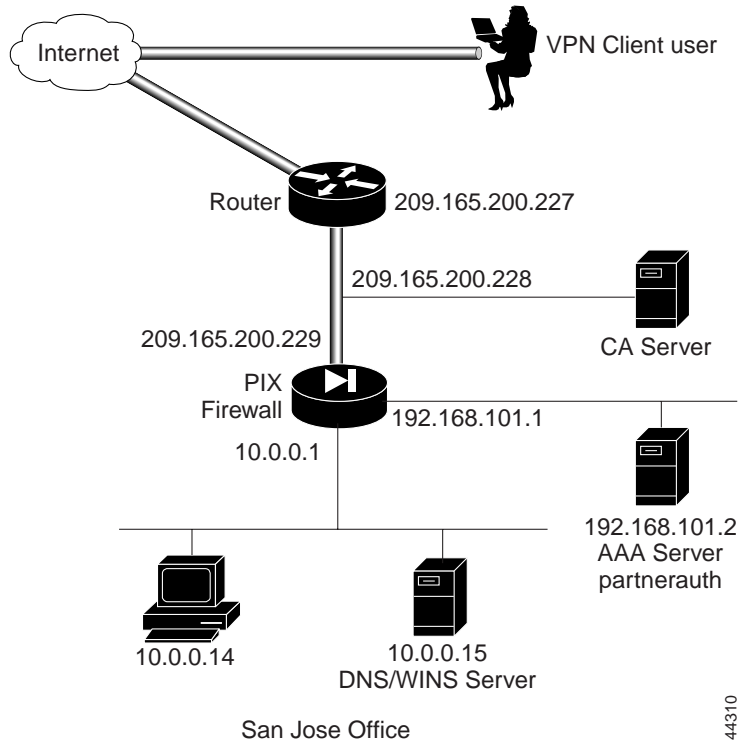 Internet
VPN Client user
Router
209.165.200.227
209.165.200.228
209.165.200.229
CA Server
PIX
Firewall
192.168.101.1
10.0.0.1
192.168.101.2
AAA Server
partnerauth
10.0.0.14
10.0.0.15
DNS/WINS Server
San Jose Office
44310